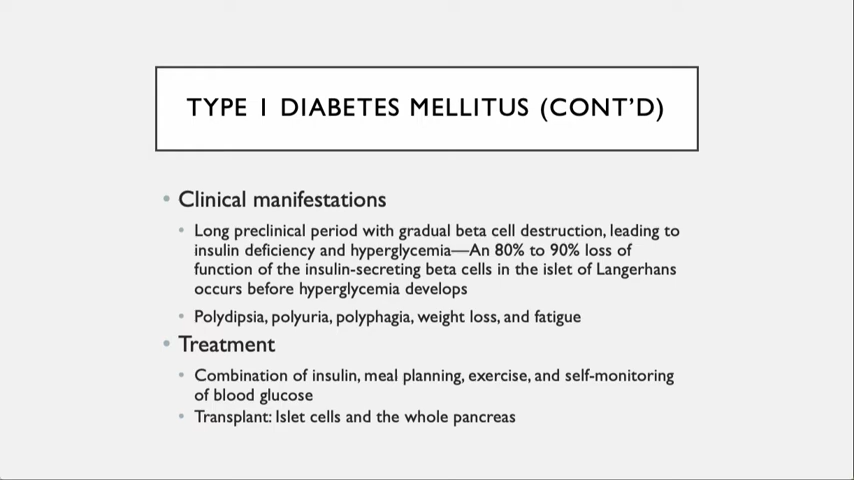 TYPE 1 DIABETES MELLITUS (CONT'D)
• Clinical manifestations
• Long preclinical period with gradual beta cell destruction, leading to
insulin deficiency and hyperglycemia—An 80% to 90% loss of
function of the insulin-secreting beta cells in the islet of Langerhans
occurs before hyperglycemia develops
• Polydipsia, polyuria, polyphagia, weight loss, and fatigue
• Treatment
• Combination of insulin, meal planning, exercise, and self-monitoring
of blood glucose
• Transplant: Islet cells and the whole pancreas